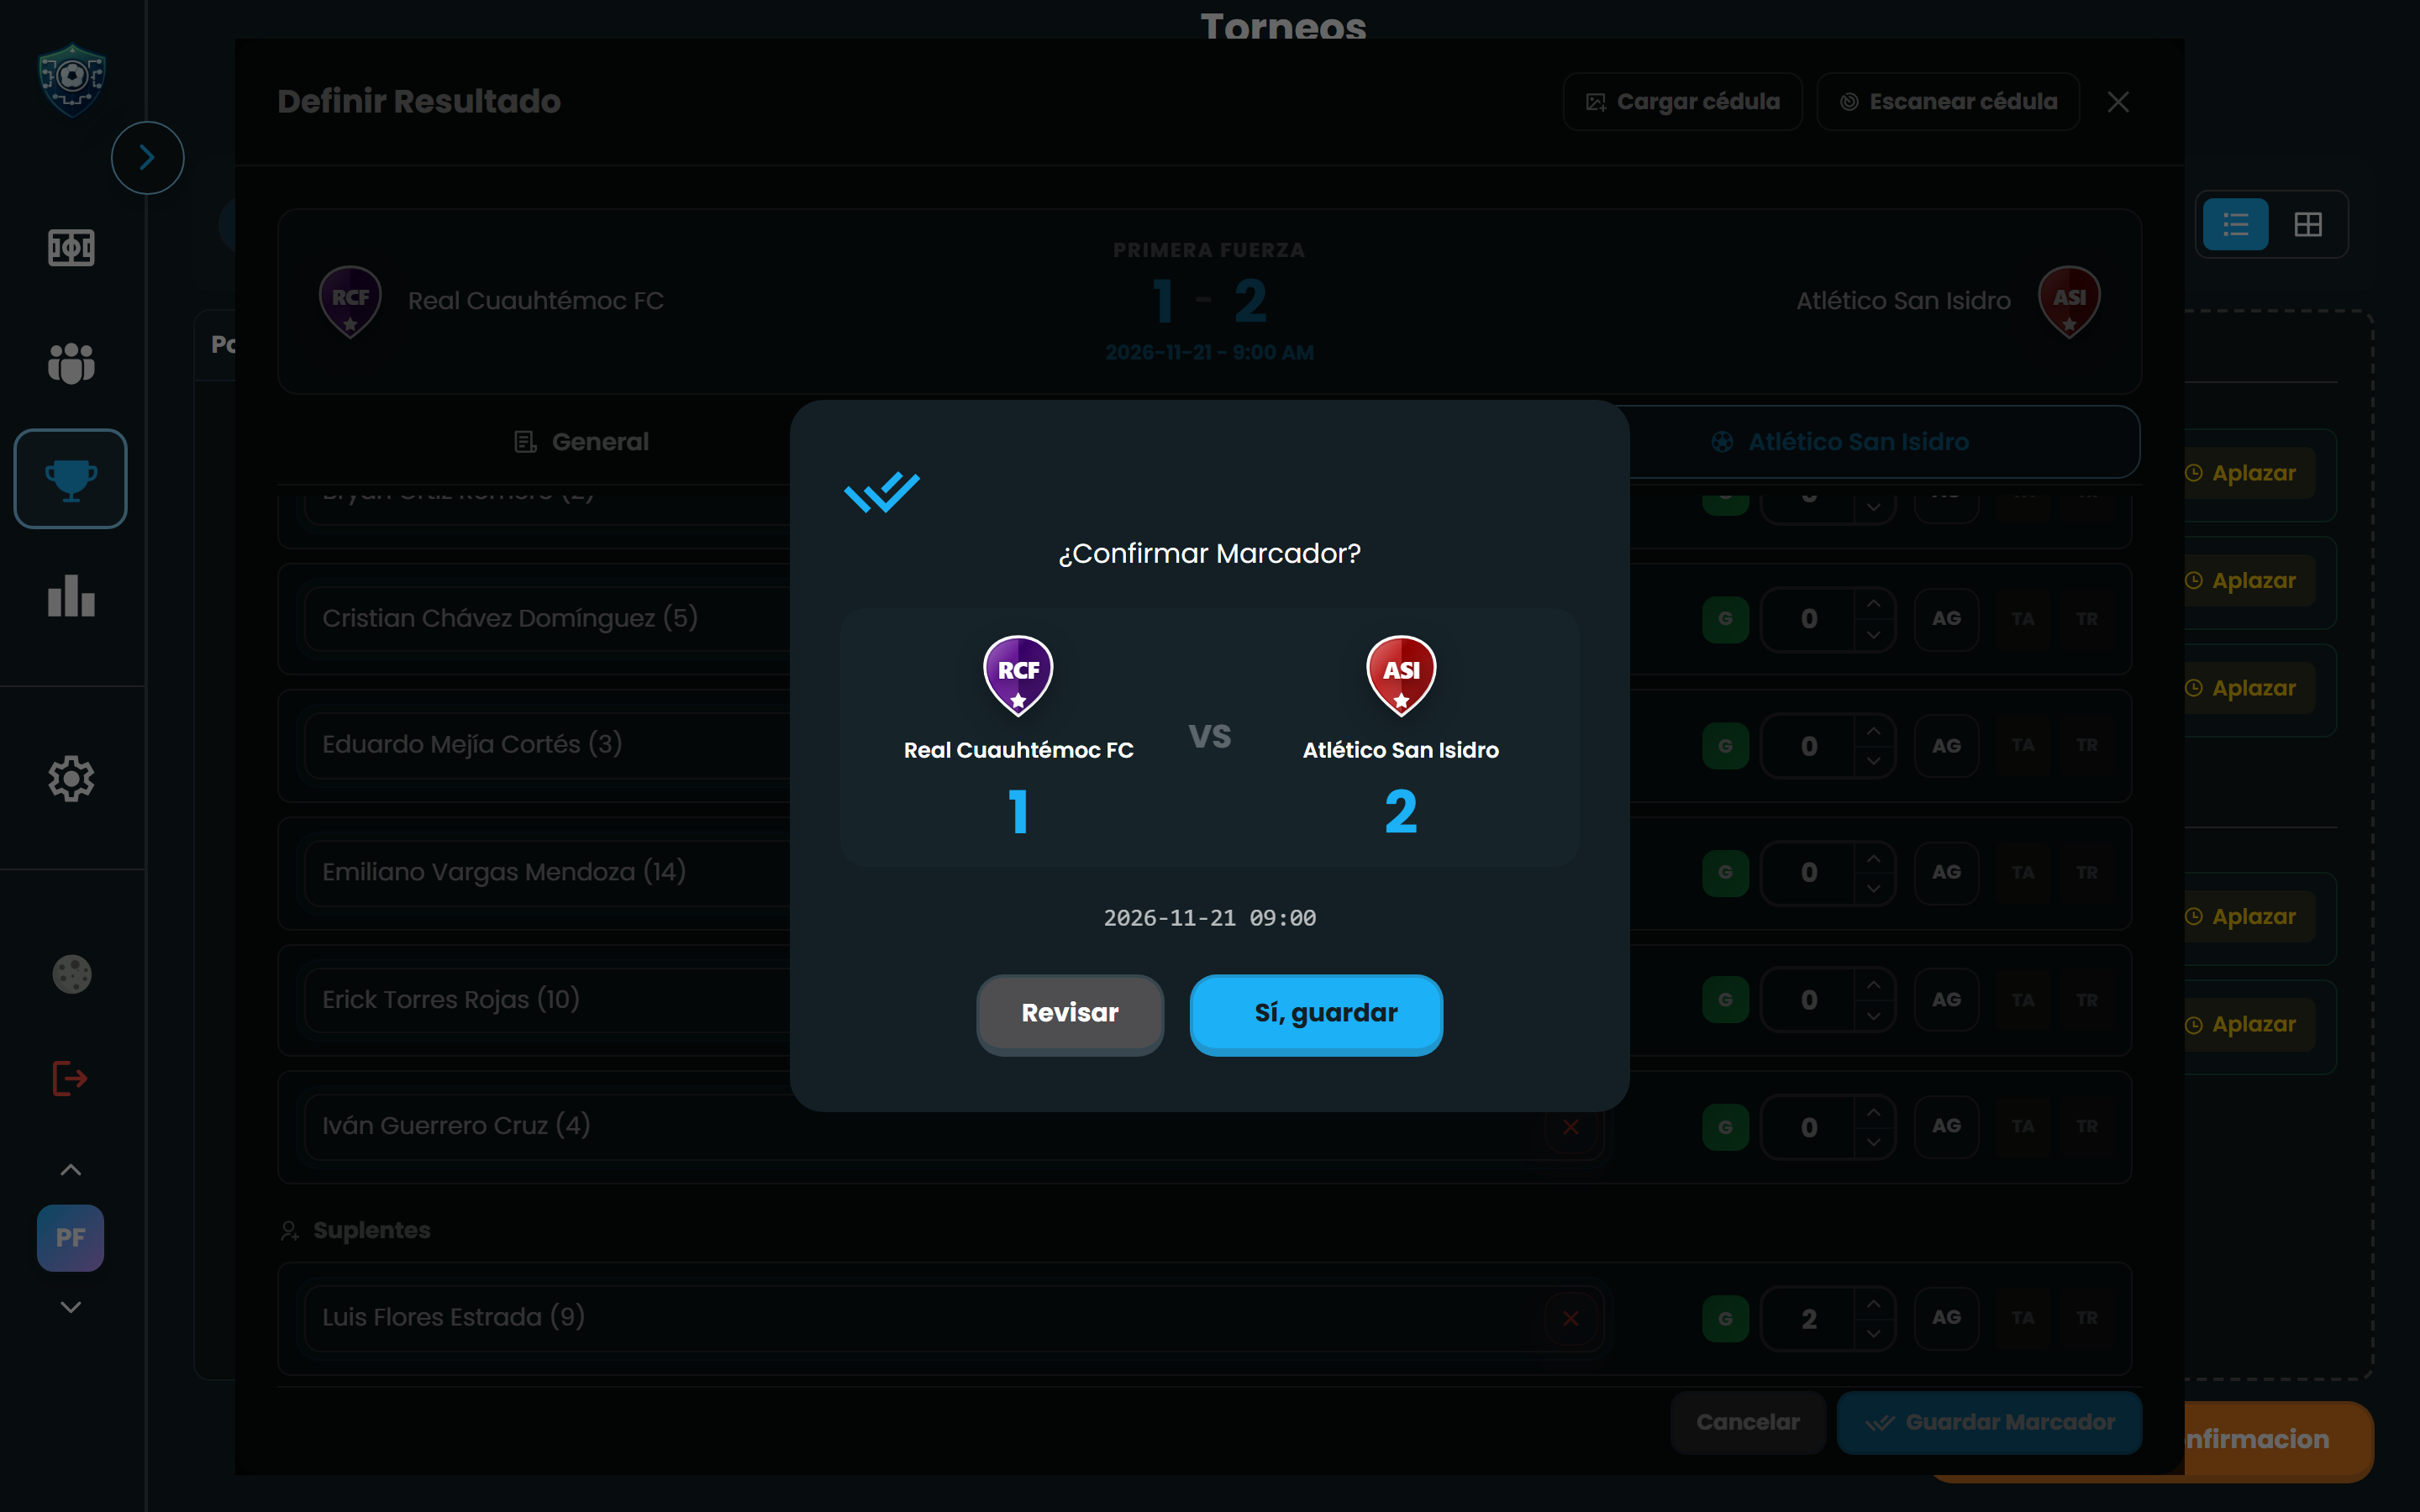 Torneos
Definir Resultado
Cargar cédula
Escanear cédula
PRIMERA FUERZA
RCF
Real Cuauhtémoc FC
1 - 2
Atlético San Isidro
ASI
2026-11-21 - 9:00 AM
General
Atlético San Isidro
¿Confirmar Marcador?
RCF
Real Cuauhtémoc FC
1
VS
ASI
Atlético San Isidro
2
2026-11-21 09:00
Revisar
Sí, guardar
Cristian Chávez Domínguez (5)
G 0 AG TA TR
Eduardo Mejía Cortés (3)
G 0 AG TA TR
Emiliano Vargas Mendoza (14)
G 0 AG TA TR
Erick Torres Rojas (10)
G 0 AG TA TR
Iván Guerrero Cruz (4)
G 0 AG TA TR
Suplentes
Luis Flores Estrada (9)
G 2 AG TA TR
Cancelar
Guardar Marcador
Aplazar
Aplazar
Aplazar
Aplazar
Aplazar
nfirmacion
PF